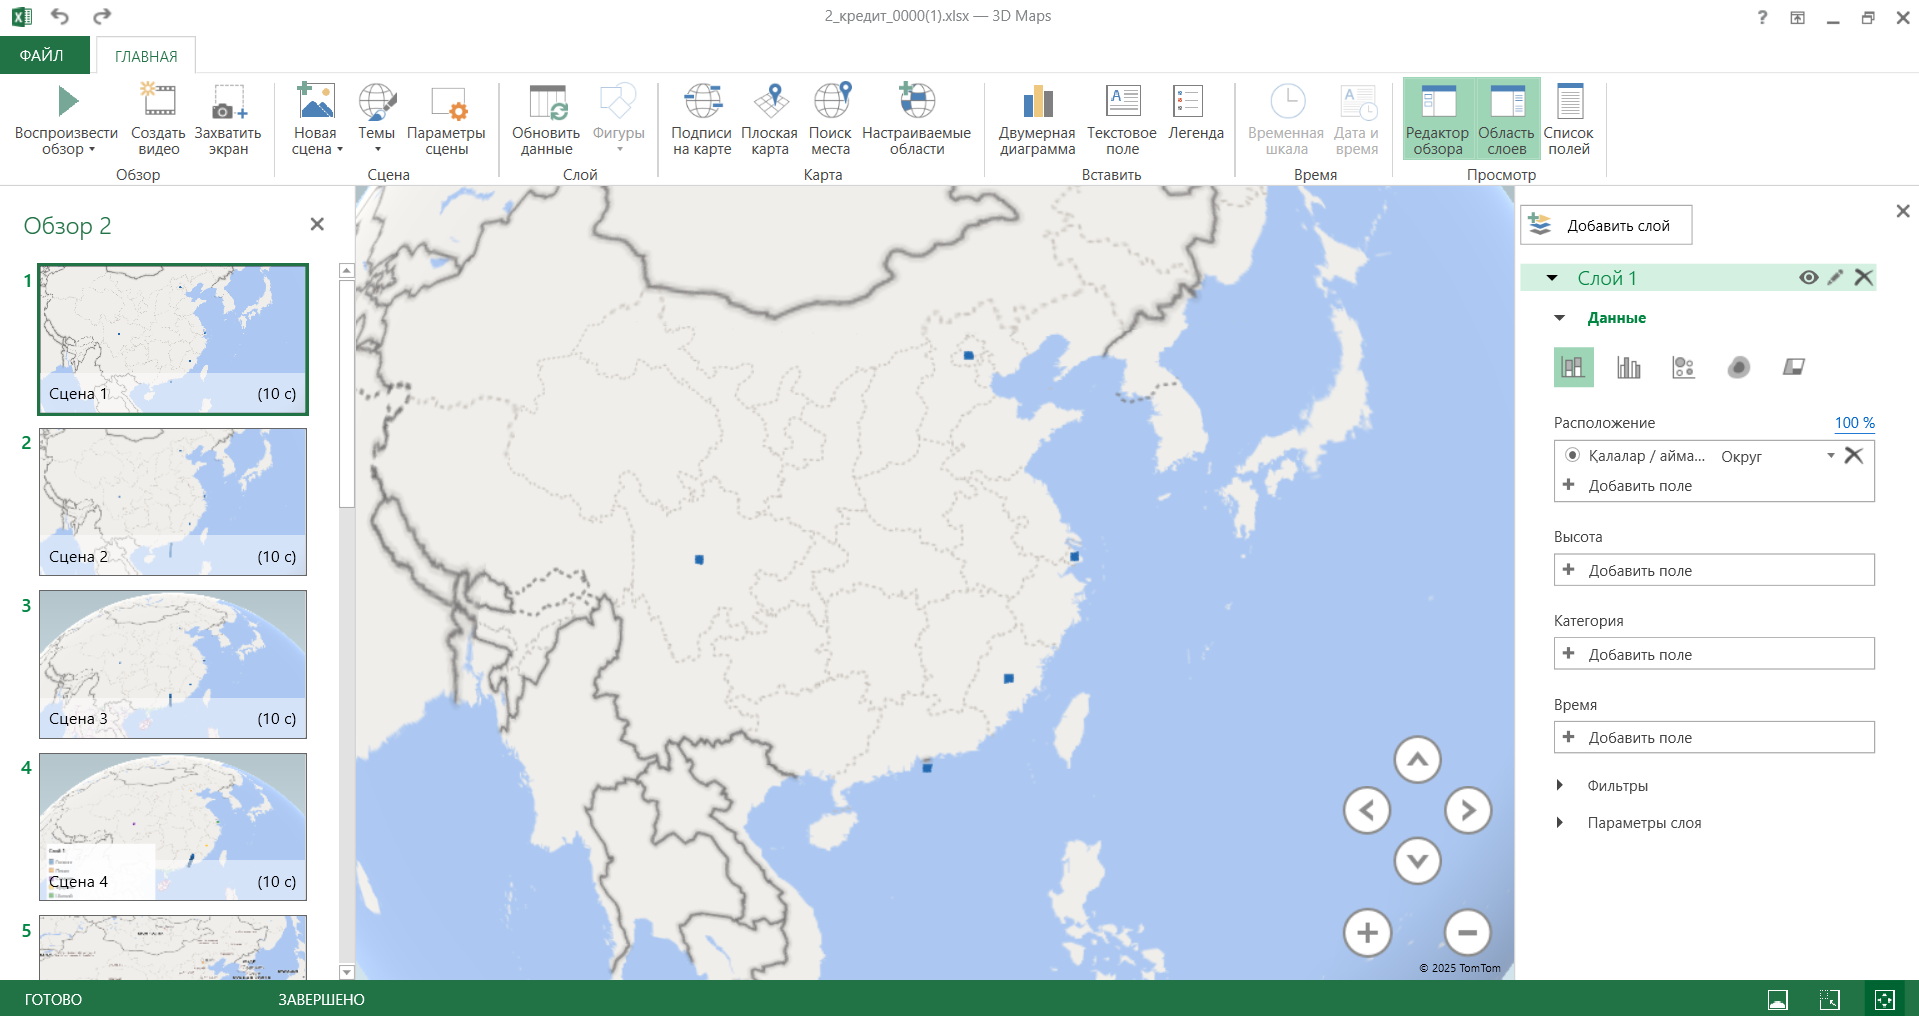 2_кредит_0000(1).xlsx — 3D Maps
?
ФАЙЛ
ГЛАВНАЯ
Воспроизвести обзор
Создать видео
Захватить экран
Обзор
Новая сцена
Темы
Параметры сцены
Сцена
Обновить данные
Фигуры
Слой
Подписи на карте
Плоская карта
Поиск места
Настраиваемые области
Карта
Двумерная диаграмма
Текстовое поле
Легенда
Вставить
Временная шкала
Дата и время
Время
Редактор обзора
Область слоев
Список полей
Просмотр
Обзор 2
1
Сцена 1 (10 с)
2
Сцена 2 (10 с)
3
Сцена 3 (10 с)
4
Слой 1
Сцена 4 (10 с)
5
© 2025 TomTom
Добавить слой
Слой 1
Данные
Расположение 100 %
Қалалар / айма... Округ
Добавить поле
Высота
Добавить поле
Категория
Добавить поле
Время
Добавить поле
Фильтры
Параметры слоя
ГОТОВО
ЗАВЕРШЕНО